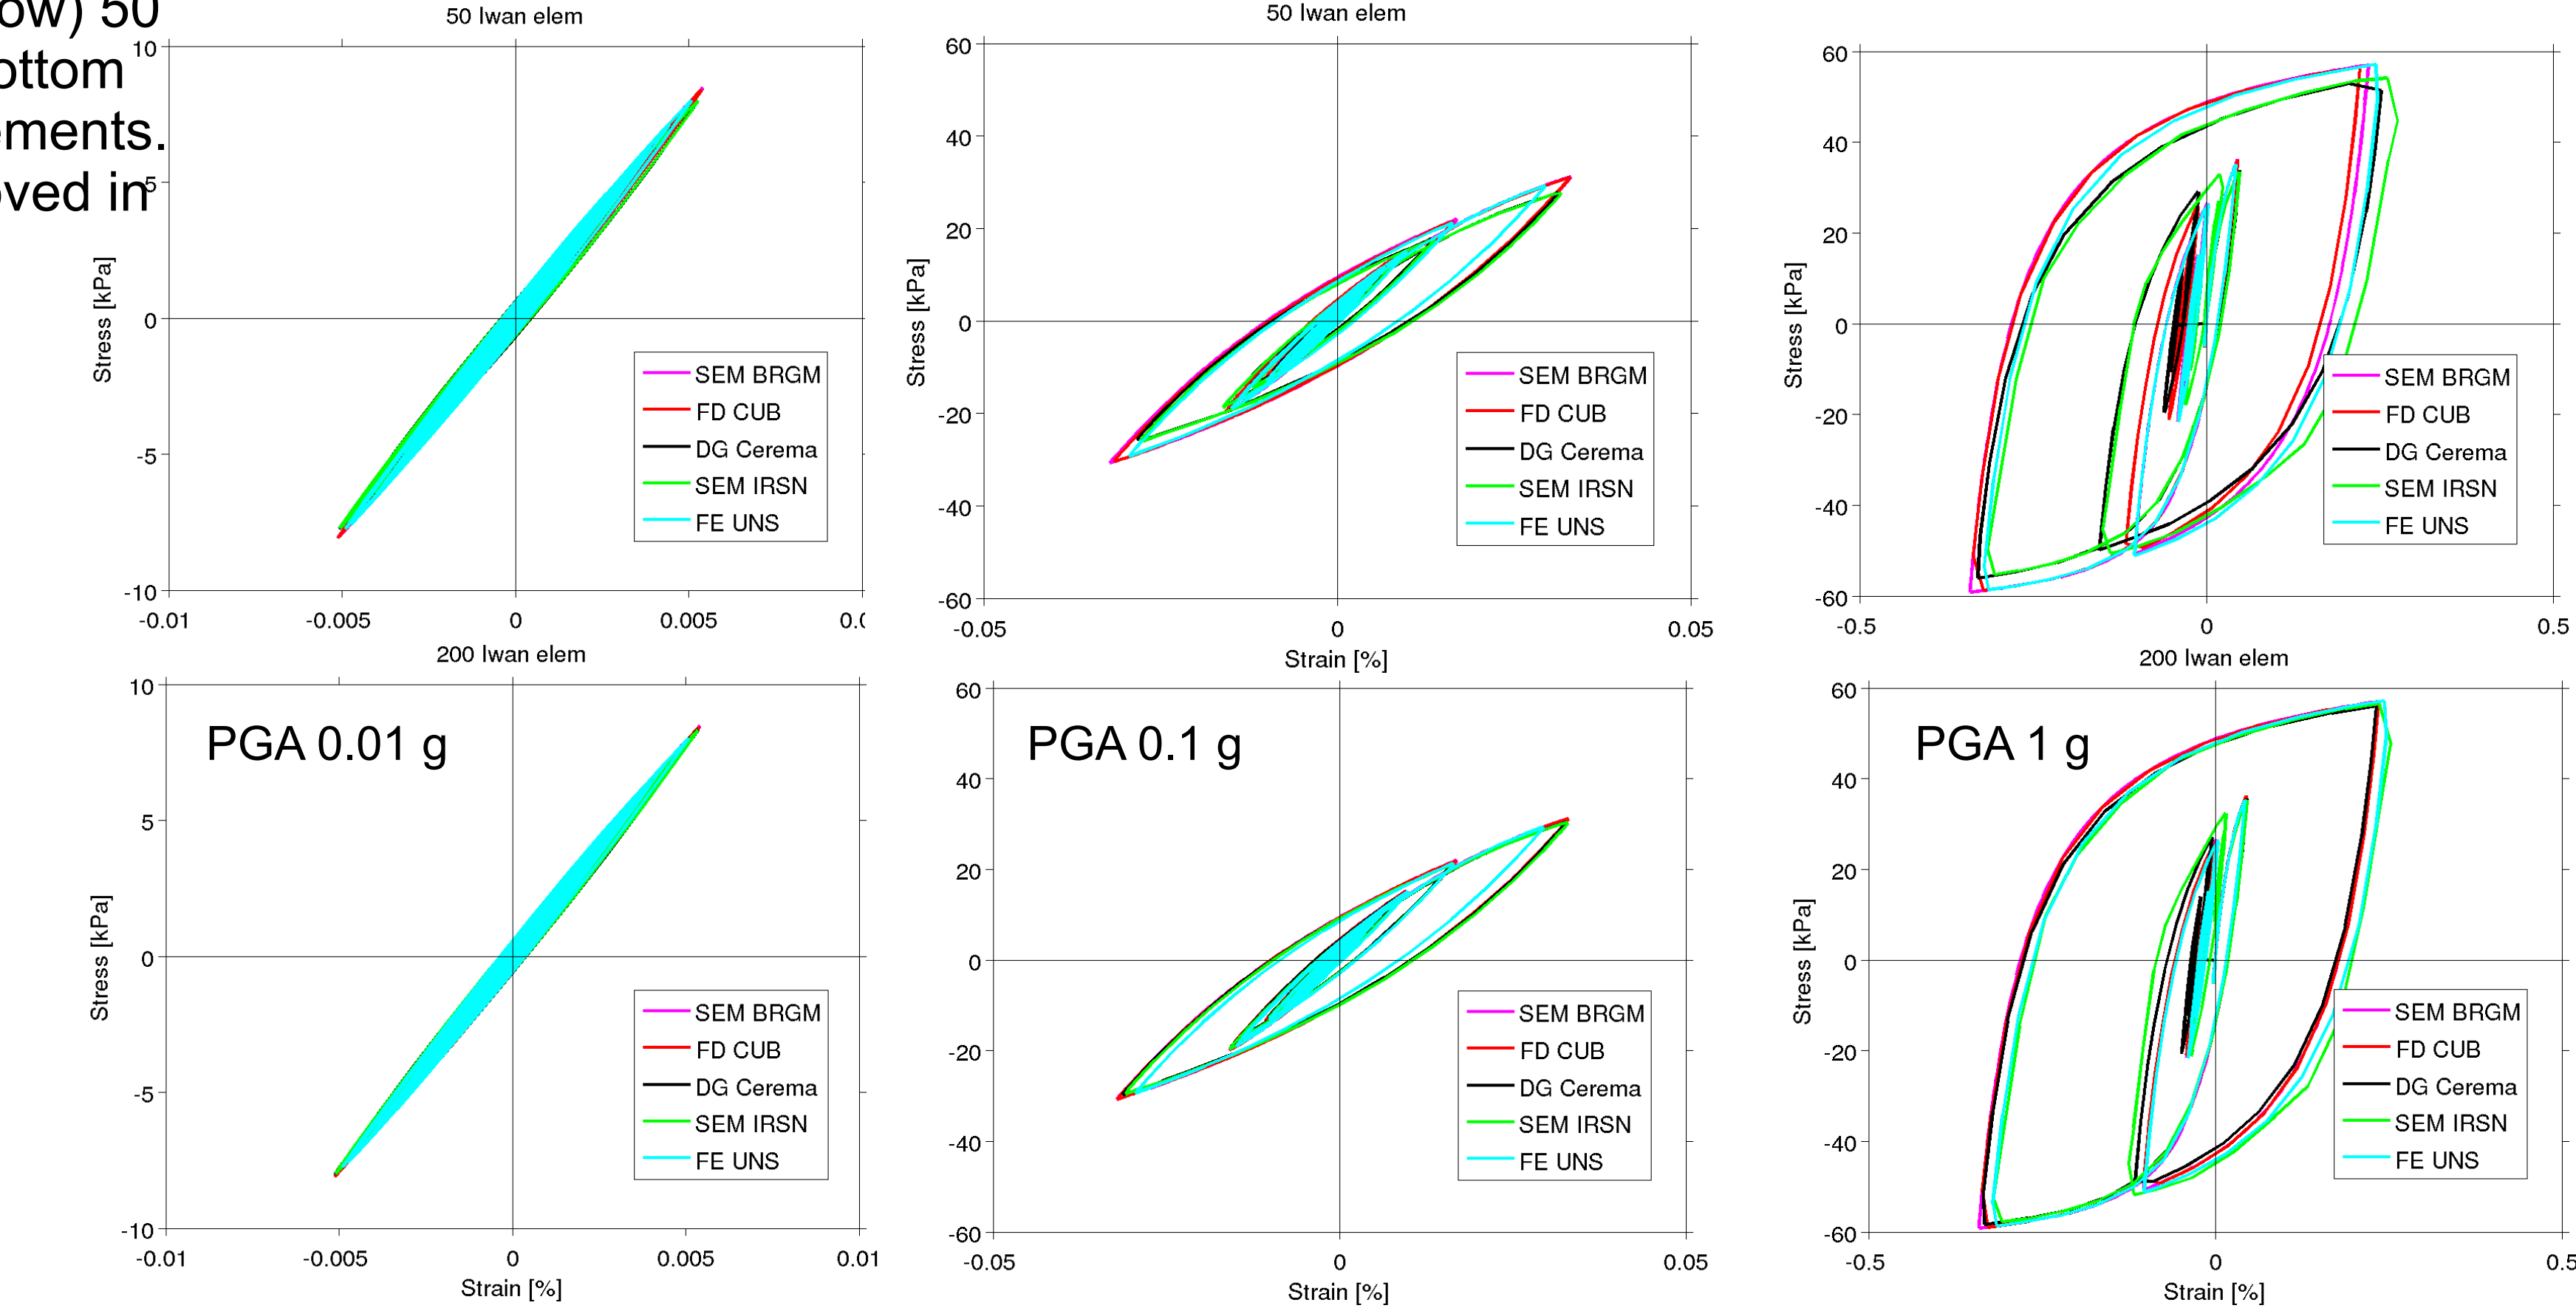 ow) 50
ottom
ements.
oved in
50 Iwan elem
10
5
0
-5
-10
-0.01
-0.005
0
0.005
Stress [kPa]
SEM BRGM
FD CUB
DG Cerema
SEM IRSN
FE UNS
50 Iwan elem
60
40
20
0
-20
-40
-60
-0.05
0
0.05
Stress [kPa]
Strain [%]
SEM BRGM
FD CUB
DG Cerema
SEM IRSN
FE UNS
60
40
20
0
-20
-40
-60
-0.5
0
0.5
Stress [kPa]
SEM BRGM
FD CUB
DG Cerema
SEM IRSN
FE UNS
200 Iwan elem
PGA 0.01 g
10
5
0
-5
-10
-0.01
-0.005
0
0.005
0.01
Stress [kPa]
Strain [%]
SEM BRGM
FD CUB
DG Cerema
SEM IRSN
FE UNS
PGA 0.1 g
60
40
20
0
-20
-40
-60
-0.05
0
0.05
Stress [kPa]
Strain [%]
SEM BRGM
FD CUB
DG Cerema
SEM IRSN
FE UNS
200 Iwan elem
PGA 1 g
60
40
20
0
-20
-40
-60
-0.5
0
0.5
Stress [kPa]
Strain [%]
SEM BRGM
FD CUB
DG Cerema
SEM IRSN
FE UNS